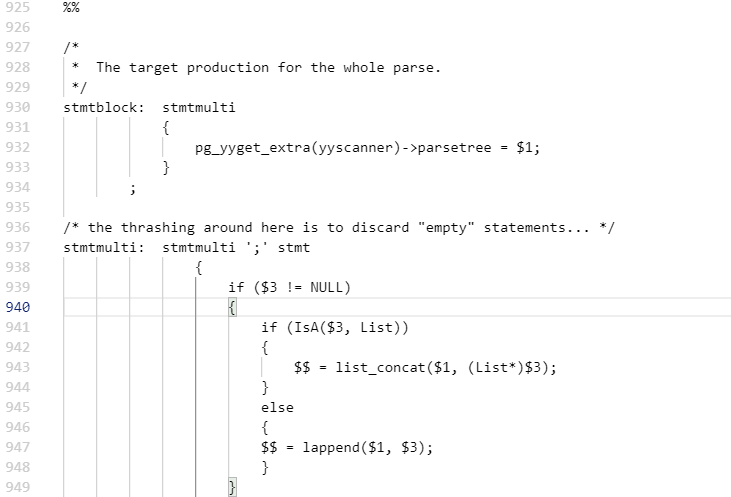 925 %%
926
927 /*
928  *  The target production for the whole parse.
929  */
930 stmtblock:  stmtmulti
931             {
932                 pg_yyget_extra(yyscanner)->parsetree = $1;
933             }
934         ;
935
936 /* the thrashing around here is to discard "empty" statements... */
937 stmtmulti:  stmtmulti ';' stmt
938                 {
939                     if ($3 != NULL)
940                     {
941                         if (IsA($3, List))
942                         {
943                             $$ = list_concat($1, (List*)$3);
944                         }
945                         else
946                         {
947                         $$ = lappend($1, $3);
948                         }
949                     }